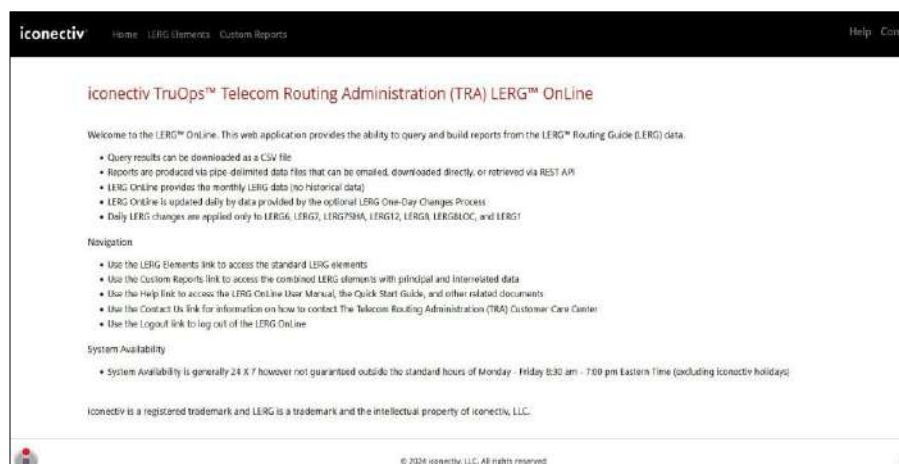 iconectiv Home LERG Elements Custom Reports Help Con
iconectiv TruOps™ Telecom Routing Administration (TRA) LERG™ OnLine
Welcome to the LERG™ OnLine. This web application provides the ability to query and build reports from the LERG™ Routing Guide (LERG) data.
• Query results can be downloaded as a CSV file
• Reports are produced via pipe-delimited data files that can be emailed, downloaded directly, or retrieved via REST API
• LERG OnLine provides the monthly LERG data (no historical data)
• LERG OnLine is updated daily by data provided by the optional LERG One-Day Changes Process
• Daily LERG changes are applied only to LERG6, LERG7, LERG7SHA, LERG12, LERG8, LERG8LOC, and LERG1
Navigation
• Use the LERG Elements link to access the standard LERG elements
• Use the Custom Reports link to access the combined LERG elements with principal and interrelated data
• Use the Help link to access the LERG OnLine User Manual, the Quick Start Guide, and other related documents
• Use the Contact Us link for information on how to contact The Telecom Routing Administration (TRA) Customer Care Center
• Use the Logout link to log out of the LERG OnLine
System Availability
• System Availability is generally 24 X 7 however not guaranteed outside the standard hours of Monday - Friday 8:30 am - 7:00 pm Eastern Time (excluding iconectiv holidays)
iconectiv is a registered trademark and LERG is a trademark and the intellectual property of iconectiv, LLC.
© 2024 iconectiv, LLC. All rights reserved